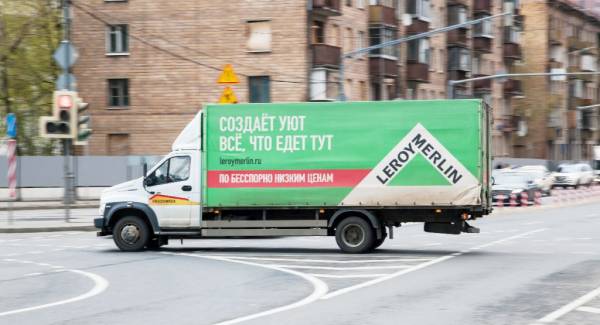 СОЗДАЁТ УЮТ
ВСЁ, ЧТО ЕДЕТ ТУТ
leroymerlin.ru
ПО БЕССПОРНО НИЗКИМ ЦЕНАМ
LEROY MERLIN